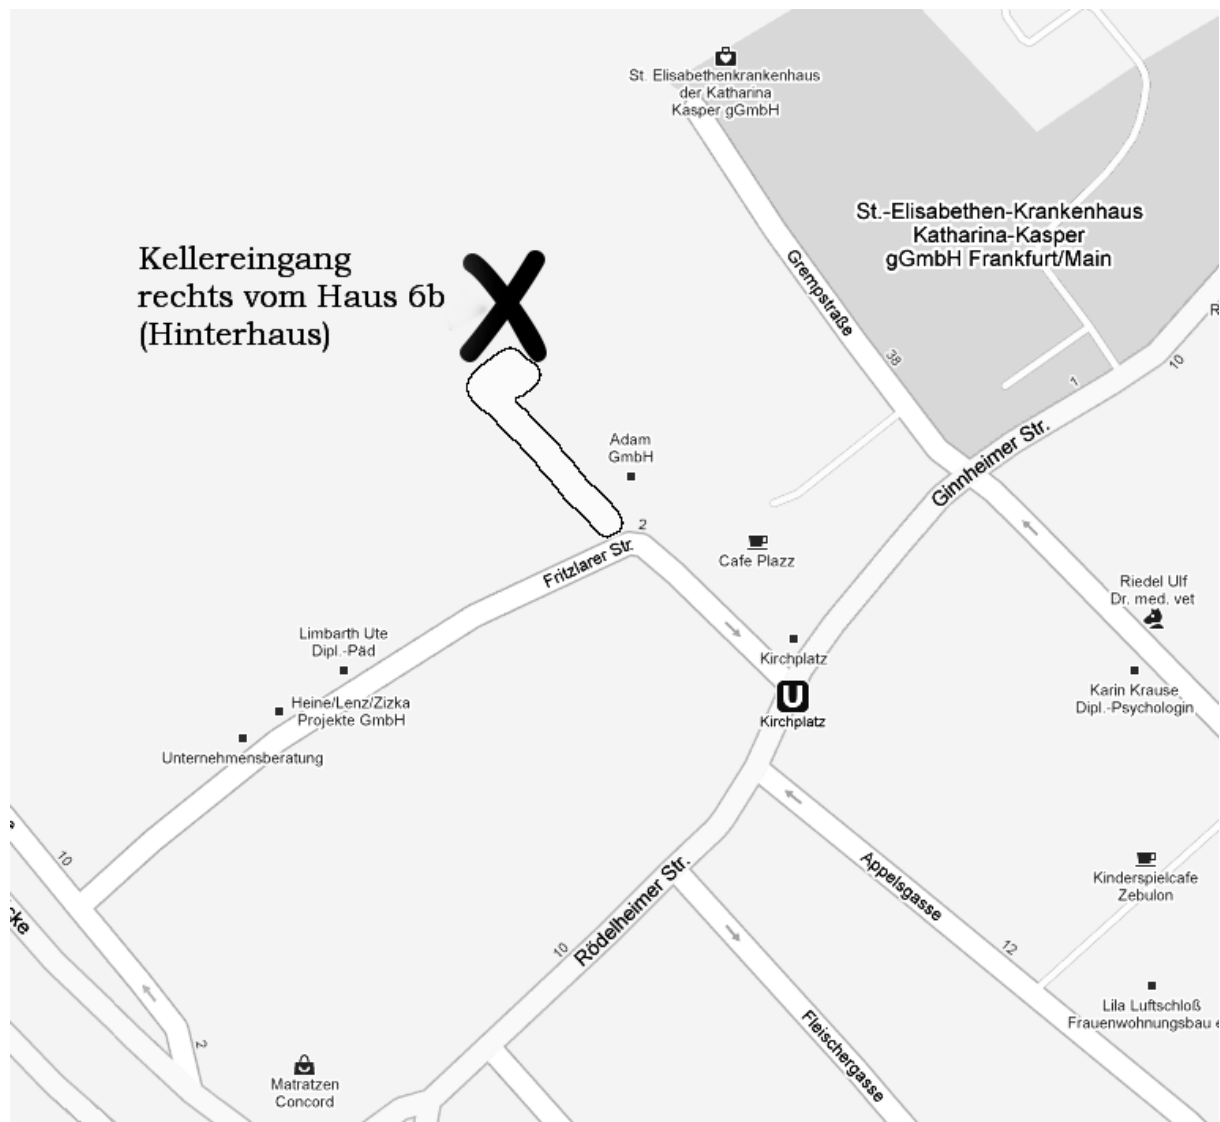 St. Elisabethenkrankenhaus
der Katharina
Kasper gGmbH
St.-Elisabethen-Krankenhaus
Katharina-Kasper
gGmbH Frankfurt/Main
Kellereingang
rechts vom Haus 6b
(Hinterhaus)
Grempstraße
38
R
1
10
Ginnheimer Str.
Adam
GmbH
2
Fritzlarer Str.
Cafe Plazz
Riedel Ulf
Dr. med. vet
Limbarth Ute
Dipl.-Päd
Kirchplatz
U
Kirchplatz
Karin Krause
Dipl.-Psychologin
Heine/Lenz/Zizka
Projekte GmbH
Unternehmensberatung
10
cke
Rödelheimer Str.
10
Appelsgasse
12
Kinderspielcafe
Zebulon
Lila Luftschloß
Frauenwohnungsbau e
Fleischergasse
2
Matratzen
Concord